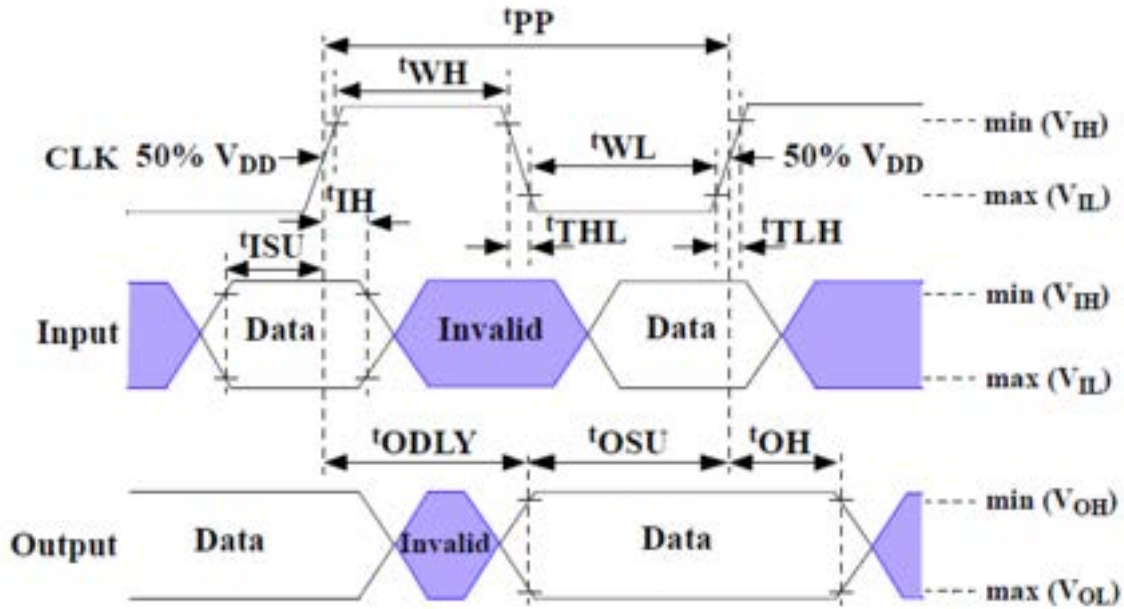 tPP
tWH
min (VIH)
CLK 50% VDD
tWL
50% VDD
tIH
max (VIL)
tTHL
tTLH
tISU
min (VIH)
Input
Data
Invalid
Data
max (VIL)
tODLY
tOSU
tOH
min (VOH)
Output
Data
Invalid
Data
max (VOL)